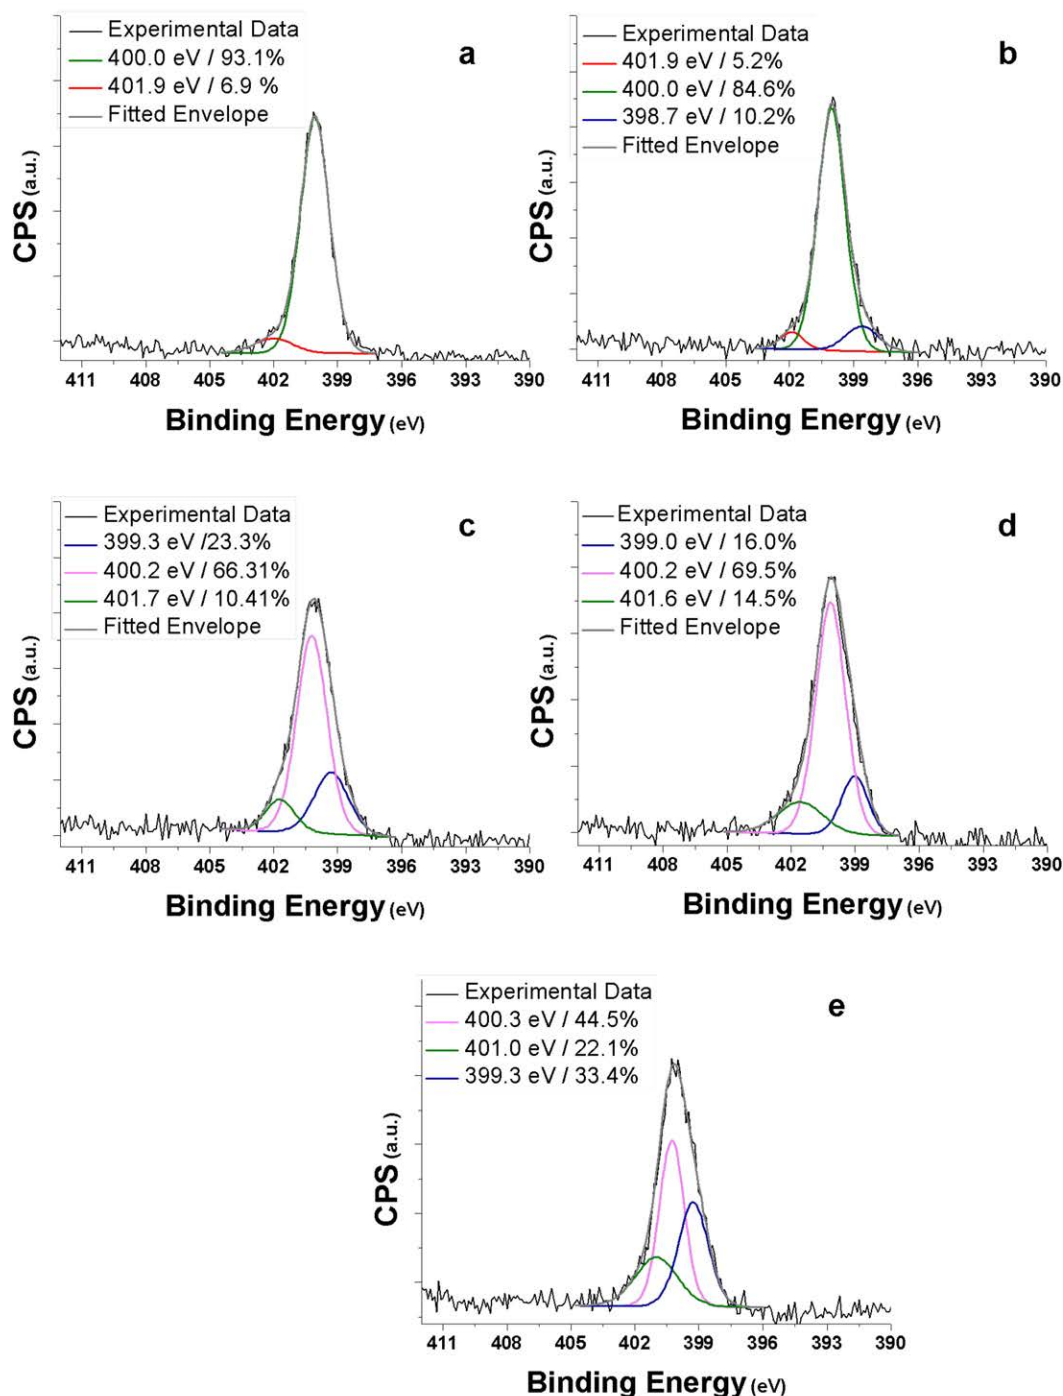 Experimental Data
400.0 eV / 93.1%
401.9 eV / 6.9 %
Fitted Envelope
a
CPS (a.u.)
411 408 405 402 399 396 393 390
Binding Energy (eV)
Experimental Data
401.9 eV / 5.2%
400.0 eV / 84.6%
398.7 eV / 10.2%
Fitted Envelope
b
CPS (a.u.)
411 408 405 402 399 396 393 390
Binding Energy (eV)
Experimental Data
399.3 eV /23.3%
400.2 eV / 66.31%
401.7 eV / 10.41%
Fitted Envelope
c
CPS (a.u.)
411 408 405 402 399 396 393 390
Binding Energy (eV)
Experimental Data
399.0 eV / 16.0%
400.2 eV / 69.5%
401.6 eV / 14.5%
Fitted Envelope
d
CPS (a.u.)
411 408 405 402 399 396 393 390
Binding Energy (eV)
Experimental Data
400.3 eV / 44.5%
401.0 eV / 22.1%
399.3 eV / 33.4%
e
CPS (a.u.)
411 408 405 402 399 396 393 390
Binding Energy (eV)